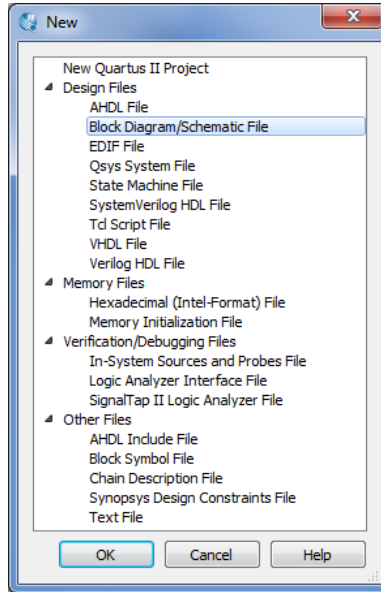 New
New Quartus II Project
Design Files
AHDL File
Block Diagram/Schematic File
EDIF File
Qsys System File
State Machine File
SystemVerilog HDL File
Tcl Script File
VHDL File
Verilog HDL File
Memory Files
Hexadecimal (Intel-Format) File
Memory Initialization File
Verification/Debugging Files
In-System Sources and Probes File
Logic Analyzer Interface File
SignalTap II Logic Analyzer File
Other Files
AHDL Include File
Block Symbol File
Chain Description File
Synopsys Design Constraints File
Text File
OK Cancel Help